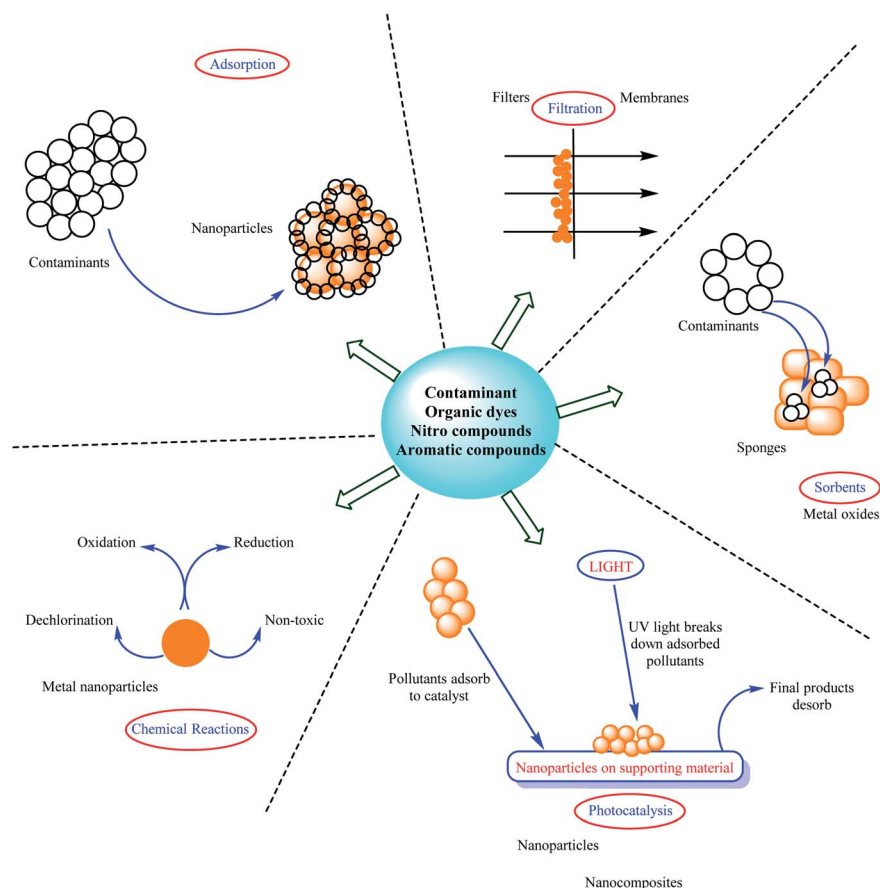 Adsorption
Contaminants
Nanoparticles
Filters
Filtration
Membranes
Contaminants
Sponges
Sorbents
Metal oxides
Contaminant
Organic dyes
Nitro compounds
Aromatic compounds
Oxidation
Reduction
Dechlorination
Non-toxic
Metal nanoparticles
Chemical Reactions
LIGHT
UV light breaks
down adsorbed
pollutants
Pollutants adsorb
to catalyst
Final products
desorb
Nanoparticles on supporting material
Photocatalysis
Nanoparticles
Nanocomposites